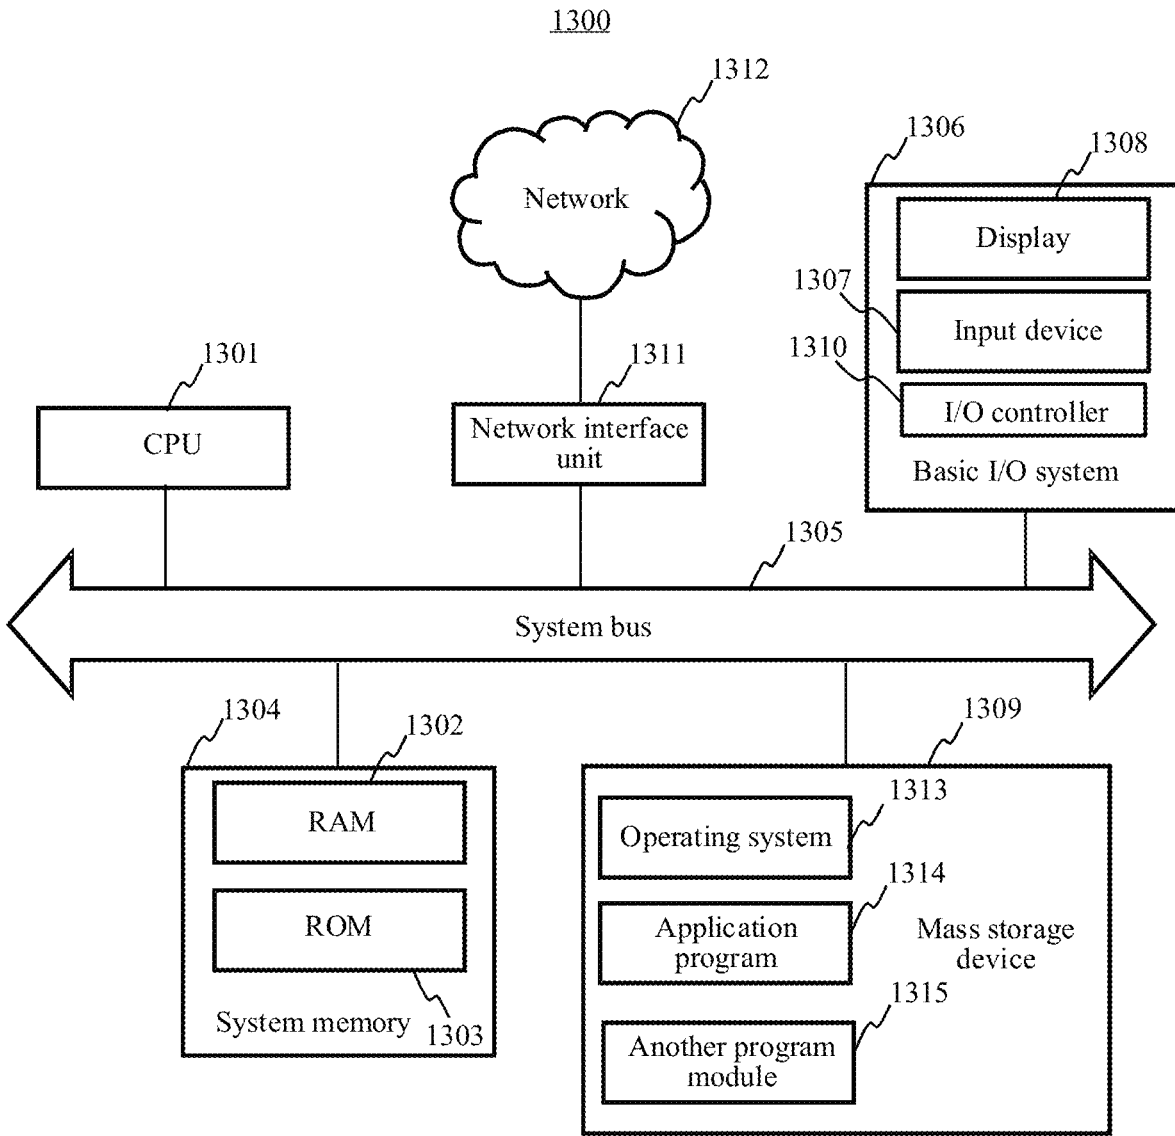 1300
1312
Network
1306
1308
Display
1307
Input device
1310
I/O controller
Basic I/O system
1301
CPU
1311
Network interface
unit
1305
System bus
1304
1302
RAM
ROM
System memory
1303
1309
1313
Operating system
1314
Application
program
Mass storage
device
1315
Another program
module